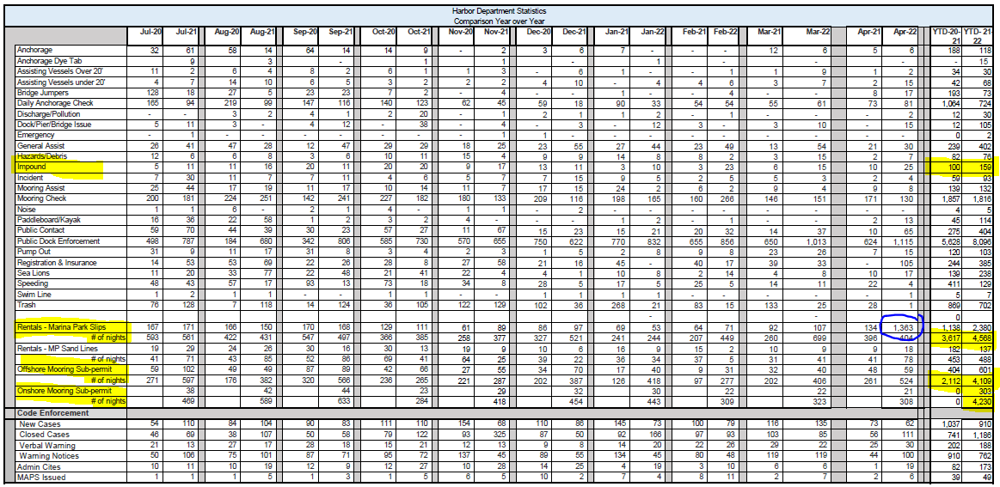 Harbor Department Statistics
Comparison Year over Year
Jul-20 Jul-21 Aug-20 Aug-21 Sep-20 Sep-21 Oct-20 Oct-21 Nov-20 Nov-21 Dec-20 Dec-21 Jan-21 Jan-22 Feb-21 Feb-22 Mar-21 Mar-22 Apr-21 Apr-22 YTD-20-21 YTD- 21-22
Anchorage 32 61 58 14 64 14 14 9 - 2 3 6 7 - - - 12 6 5 6 188 118
Anchorage Dye Tab 9 3 - 1 1 - 1 - - - - 15
Assisting Vessels Over 20' 11 2 6 4 8 2 6 1 1 3 - 6 1 - - 1 1 9 1 2 34 30
Assisting Vessels under 20' 4 7 14 10 6 5 3 2 2 2 4 10 - 4 4 6 3 7 2 15 42 68
Bridge Jumpers 128 18 27 5 23 23 7 2 - 4 - - 1 - - 4 - - 8 17 193 73
Daily Anchorage Check 165 94 219 99 147 116 140 123 62 45 59 18 90 33 54 54 55 61 73 81 1,064 724
Discharge/Pollution - - 3 2 4 1 2 20 - - 2 1 1 2 - 1 - - - 2 12 30
Dock/Pier/Bridge Issue 5 11 3 - 4 12 - 38 - 4 - 3 - 12 3 - 3 10 - 15 12 105
Emergency - 1 - - - - - - - 1 1 - - - - - - - - - 0 2
General Assist 26 41 47 28 12 47 29 29 18 25 23 55 27 44 23 49 13 54 21 30 239 402
Hazards/Debris 12 6 6 8 3 6 10 11 15 4 9 9 14 8 8 2 3 15 2 7 82 76
Impound 5 11 11 16 20 11 20 20 9 17 13 11 3 10 3 23 6 15 10 25 100 159
Incident 7 30 11 7 7 11 4 6 5 7 7 15 9 5 2 5 5 3 2 4 59 93
Mooring Assist 25 44 17 19 11 17 10 14 11 7 17 15 24 2 6 2 9 4 9 8 139 132
Mooring Check 200 181 224 251 142 241 227 182 180 133 209 116 198 165 160 266 146 151 171 130 1,857 1,816
Noise 1 1 6 - 2 1 4 - 1 1 - 2 - - - - - - - - 4 5
Paddleboard/Kayak 16 36 22 58 1 2 3 2 4 - - - 1 2 - 1 - - 2 13 45 114
Public Contact 59 70 44 39 30 23 57 27 11 67 15 23 15 21 20 32 14 37 10 65 275 404
Public Dock Enforcement 498 787 184 680 342 806 585 730 570 655 750 622 770 832 655 856 650 1,013 624 1,115 5,628 8,096
Pump Out 31 9 11 17 31 8 3 4 2 3 1 5 2 8 9 8 23 26 7 15 120 103
Registration & Insurance 14 53 53 69 22 26 28 8 27 58 21 16 45 - 40 17 39 33 - 105 244 385
Sea Lions 11 20 33 77 22 48 21 41 22 4 4 1 10 8 2 14 4 8 10 17 139 238
Speeding 48 43 57 17 93 13 73 18 34 8 28 5 17 5 25 5 14 11 22 4 411 129
Swim Line 1 2 1 1 - - 1 - 1 1 1 1 1 1 - - - 1 - - 5 7
Trash 76 128 7 118 14 124 36 105 122 129 102 36 268 21 83 15 133 25 28 1 869 702
- - 0
Rentals - Marina Park Slips 167 171 166 150 170 168 129 111 61 89 86 97 69 53 64 71 92 107 134 1,363 1,138 2,380
# of nights 593 561 422 431 547 497 366 385 258 377 327 521 241 244 207 449 260 699 396 404 3,617 4,568
Rentals - MP Sand Lines 19 29 24 26 30 16 30 13 19 9 10 6 16 9 15 2 10 9 9 18 182 137
# of nights 41 71 43 85 52 86 69 41 64 25 39 22 36 34 37 5 31 41 41 78 453 488
Offshore Mooring Sub-permit 59 102 49 49 87 89 42 66 27 55 34 70 17 40 9 31 32 40 48 59 404 601
# of nights 271 597 176 382 320 566 236 265 221 287 202 387 126 418 97 277 202 406 261 524 2,112 4,109
Onshore Mooring Sub-permit 38 42 44 23 29 32 30 22 22 21 0 303
# of nights 469 589 633 284 418 454 443 309 323 308 0 4,230
Code Enforcement
New Cases 54 110 84 104 90 83 111 110 154 68 110 86 145 73 100 79 116 135 73 62 1,037 910
Closed Cases 46 69 38 107 50 58 79 122 93 325 87 50 92 166 97 93 103 85 56 111 741 1,186
Verbal Warning 21 13 27 17 28 18 15 21 12 13 9 8 14 20 22 26 29 22 25 30 202 188
Warning Notices 50 106 75 101 87 71 95 72 137 45 89 55 134 45 80 48 119 119 44 100 910 762
Admin Cites 10 11 10 19 12 9 12 27 10 28 14 25 4 19 3 10 6 6 1 19 82 173
MAPS Issued 1 1 1 5 1 3 1 5 6 5 10 2 7 4 8 11 2 7 2 6 39 49